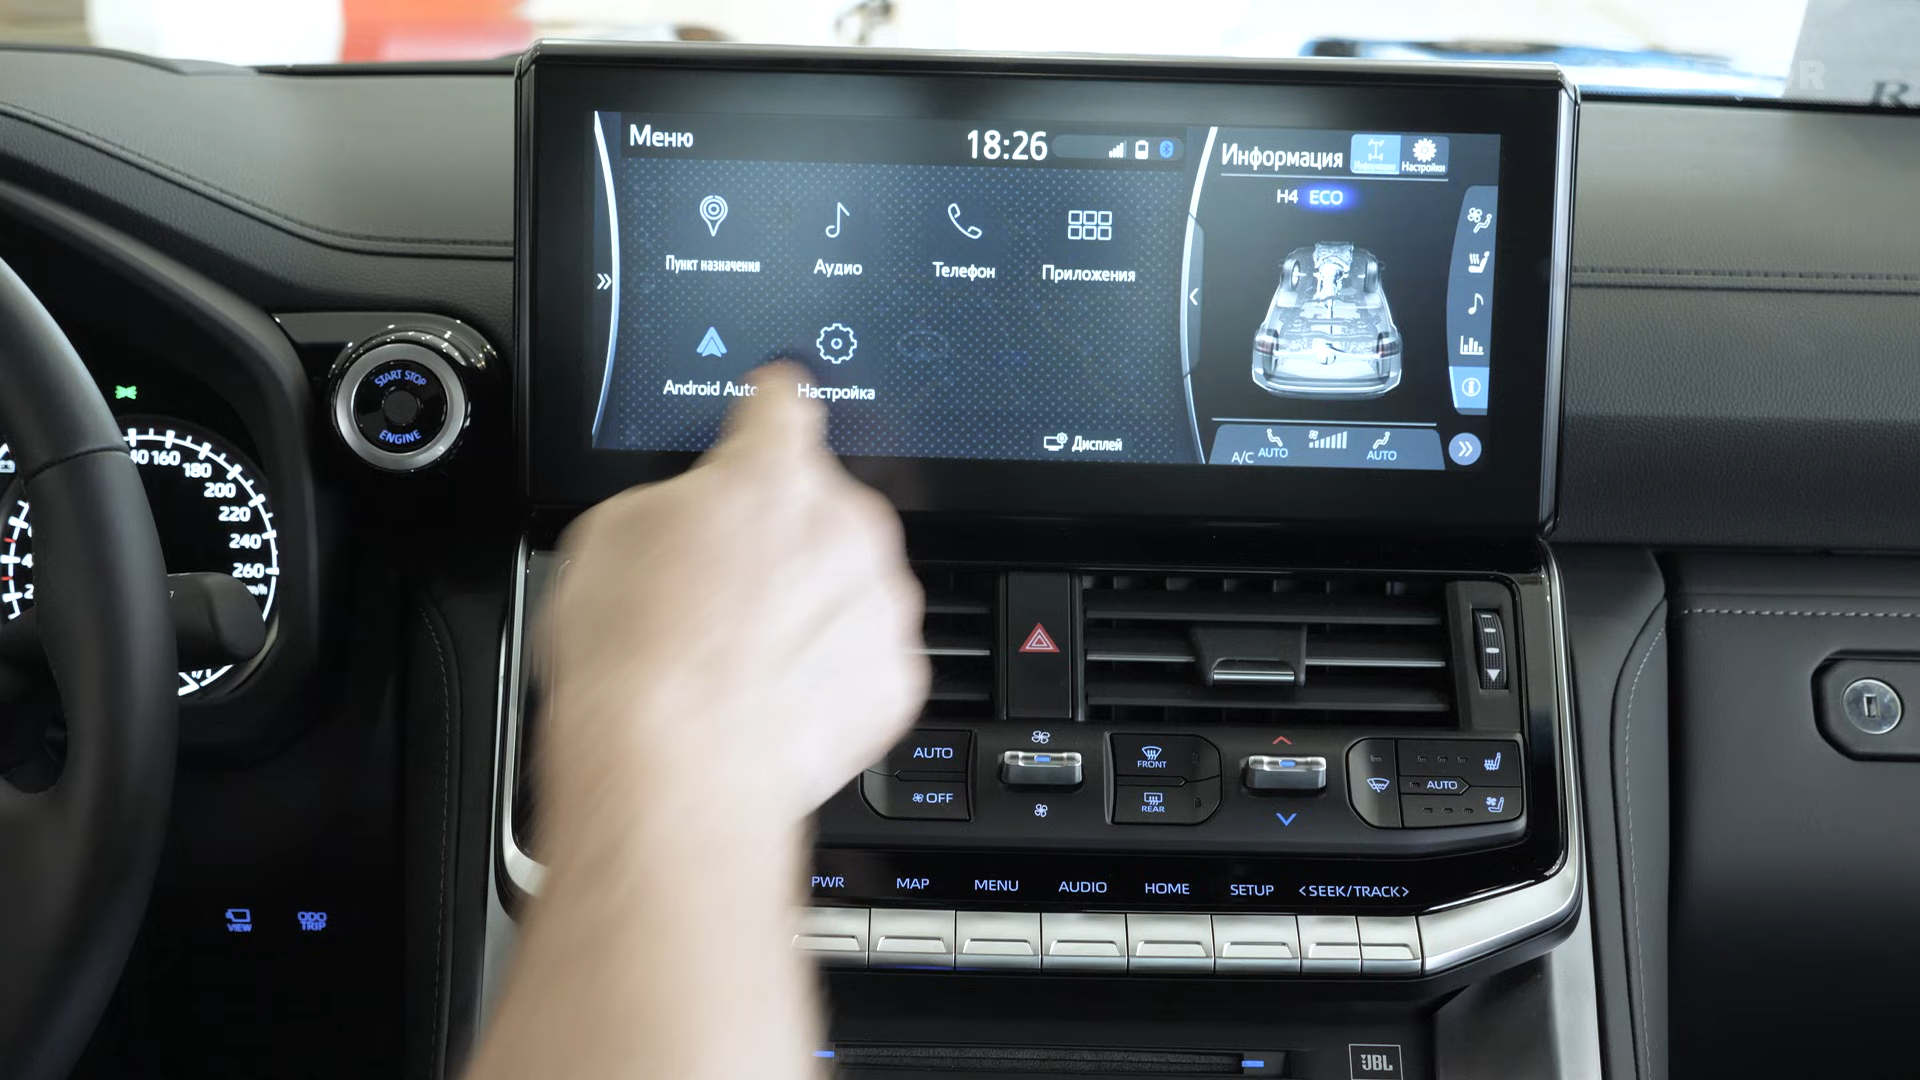 Меню
18:26
Информация
Информация
Настройки
H4 ECO
Пункт назначения
Аудио
Телефон
Приложения
Android Auto
Настройка
Дисплей
A/C AUTO
AUTO
START STOP
ENGINE
160
180
200
220
240
260
VIEW
ODO
TRIP
AUTO
OFF
FRONT
REAR
AUTO
PWR
MAP
MENU
AUDIO
HOME
SETUP
<SEEK/TRACK>
JBL